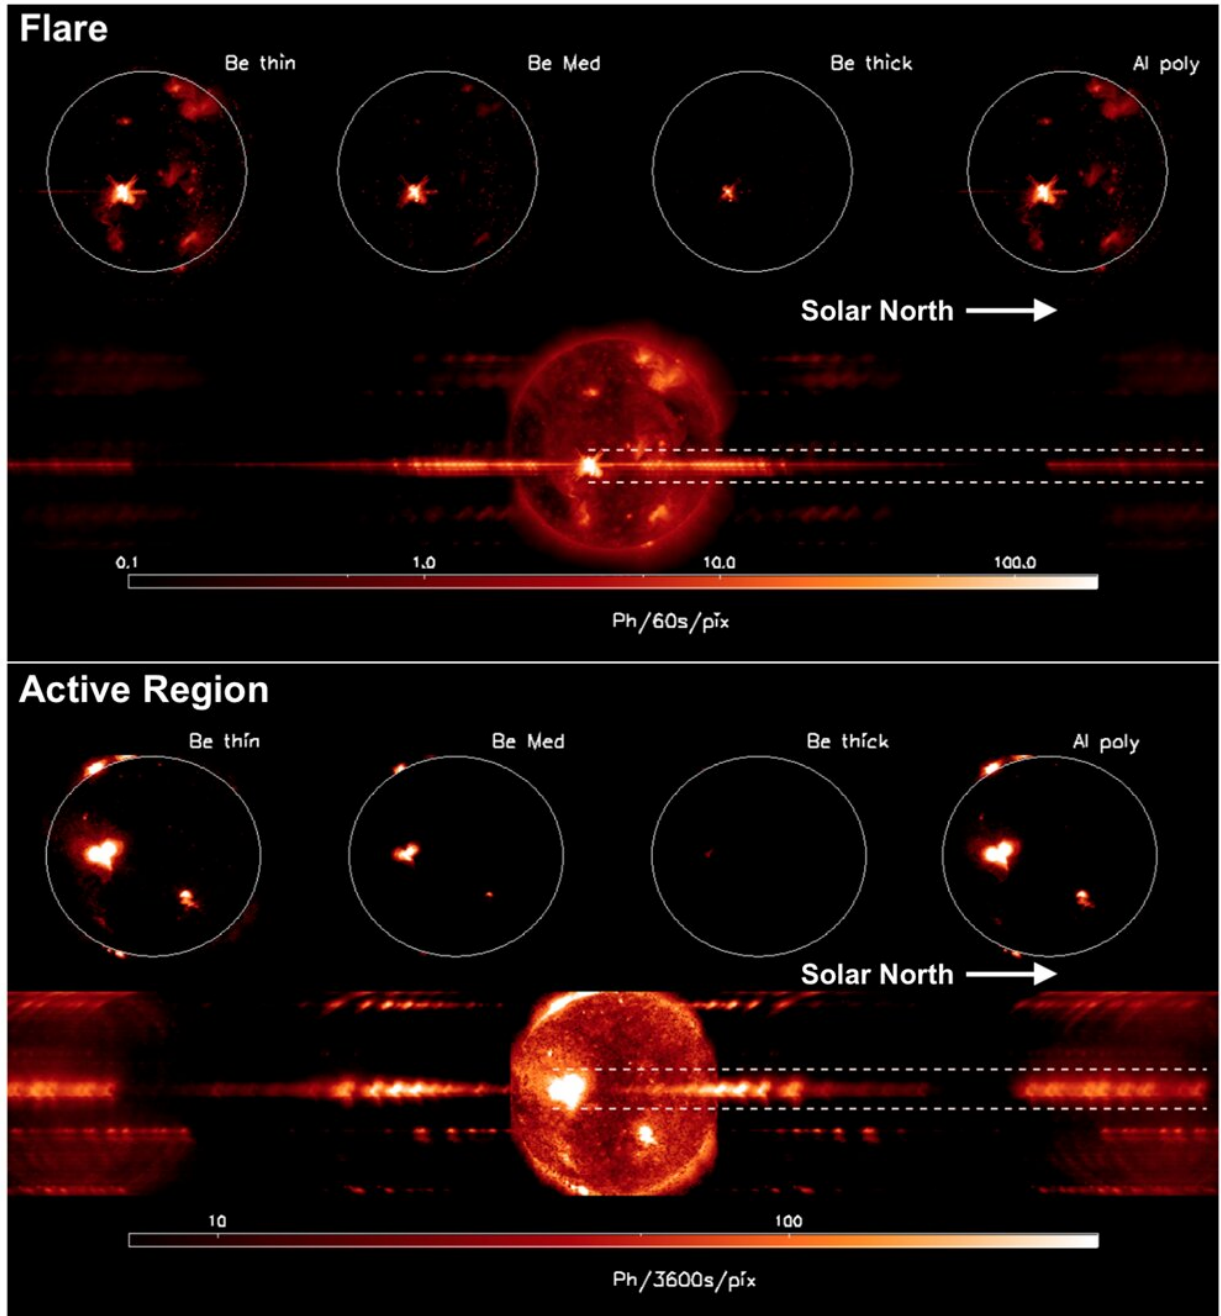 Flare
Be thin Be Med Be thick Al poly
Solar North
0.1 1.0 10.0 100.0
Ph/60s/pix
Active Region
Be thin Be Med Be thick Al poly
Solar North
10 100
Ph/3600s/pix